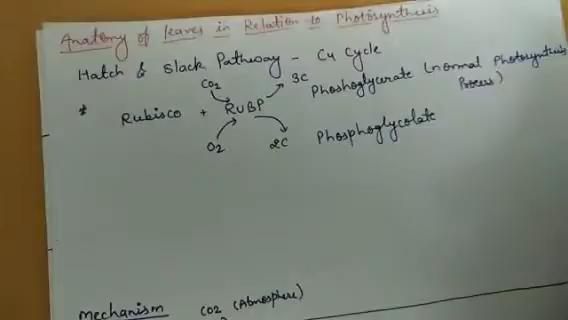 Anatomy of leaves in Relation to Photosynthesis
Hatch & Slack Pathway - C4 Cycle
CO2 3C Phoshoglycerate (normal Photosynthesis
* Rubisco + RUBP Process)
O2 2C Phosphoglycolate
Mechanism CO2 (Atmosphere)